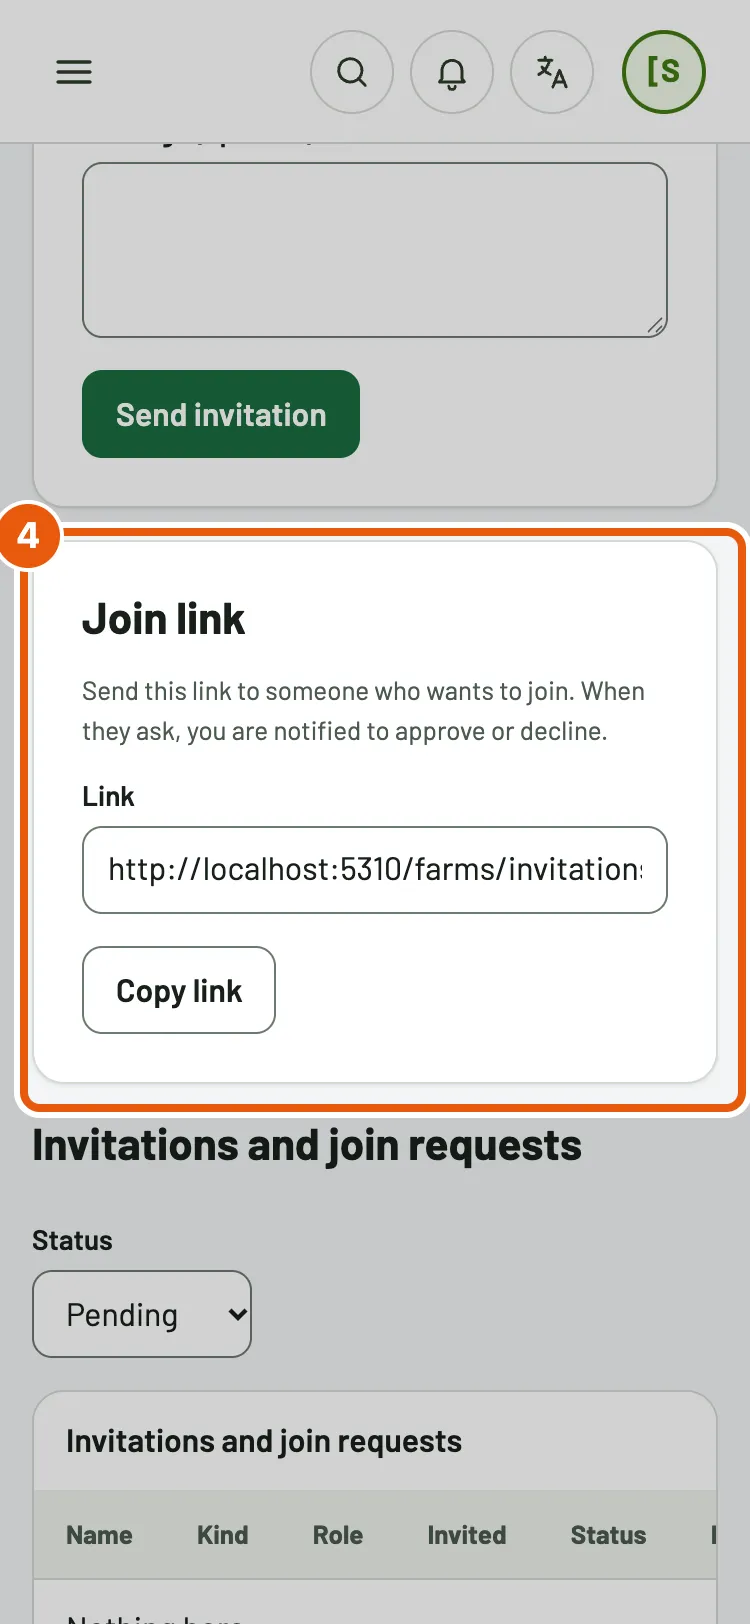 [S
Send invitation
4
Join link
Send this link to someone who wants to join. When
they ask, you are notified to approve or decline.
Link
http://localhost:5310/farms/invitation
Copy link
Invitations and join requests
Status
Pending
Invitations and join requests
Name Kind Role Invited Status